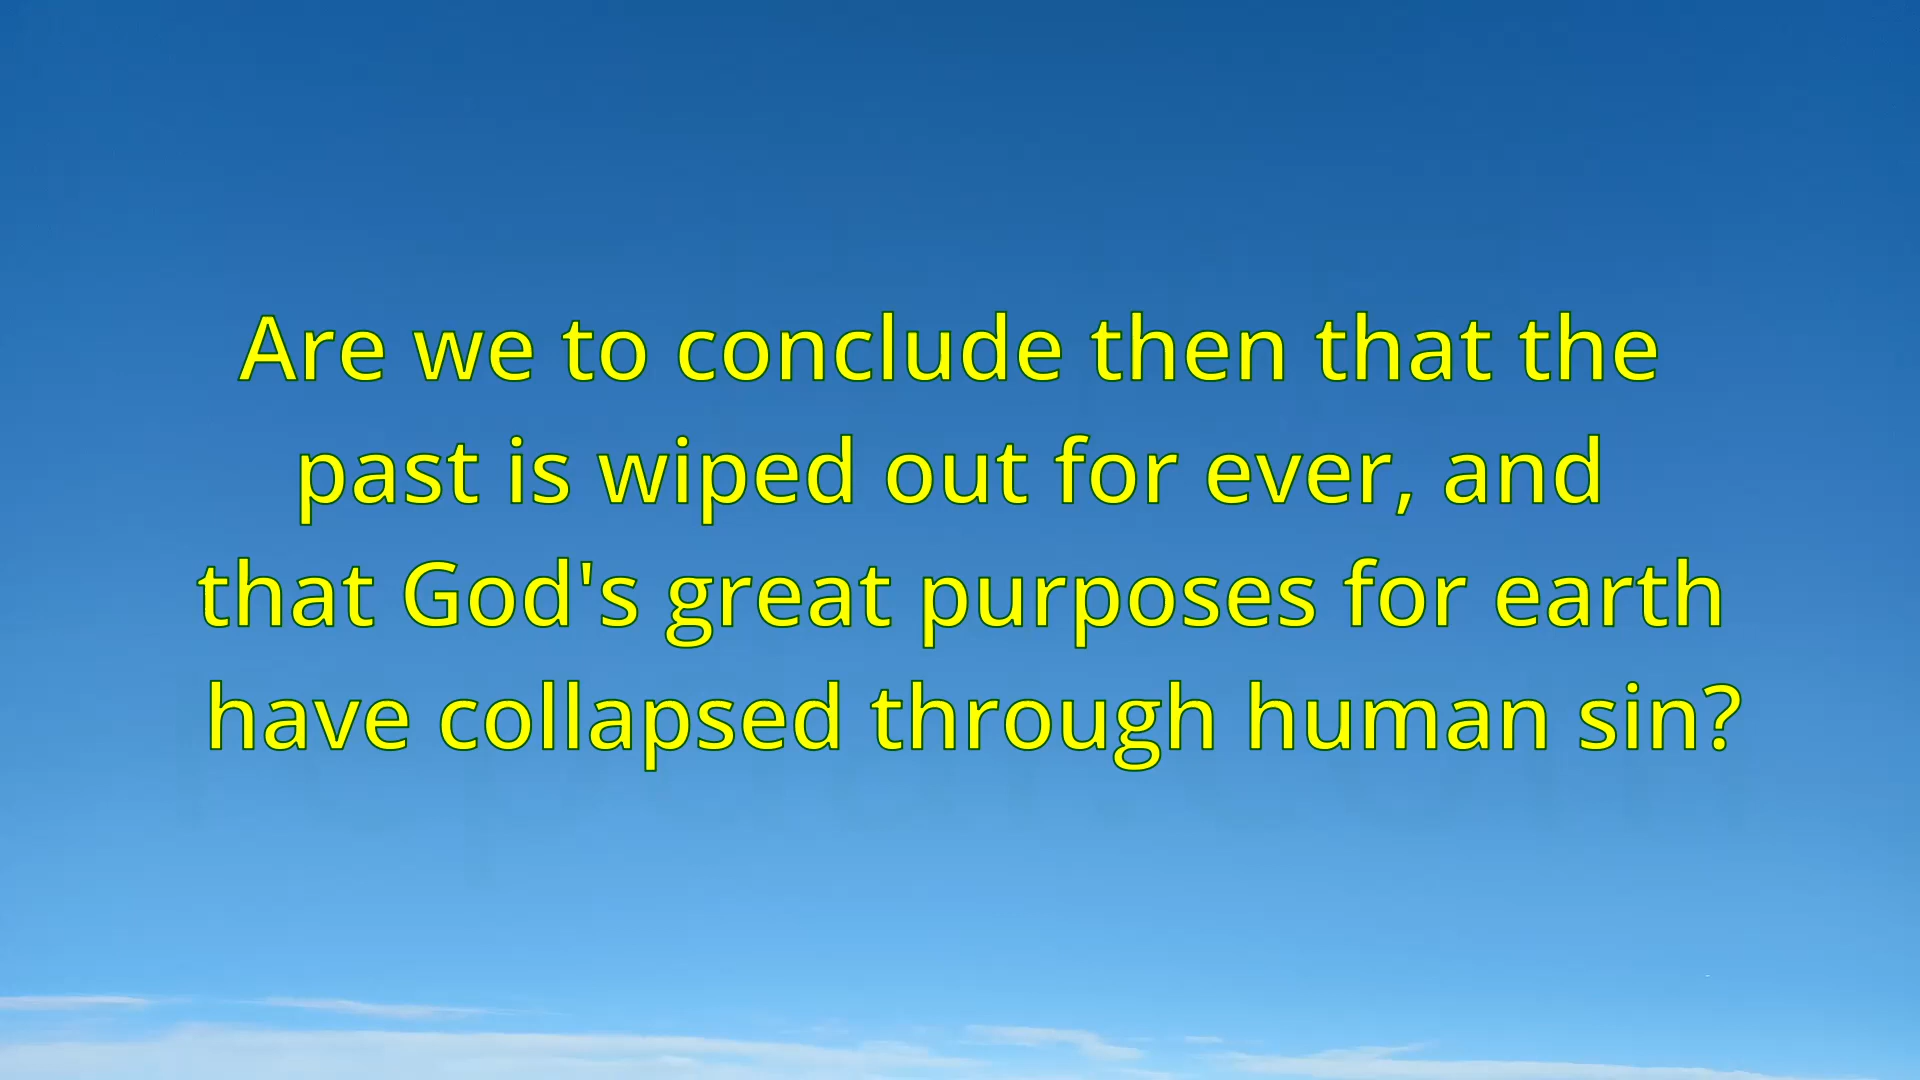 Are we to conclude then that the
past is wiped out for ever, and
that God's great purposes for earth
have collapsed through human sin?